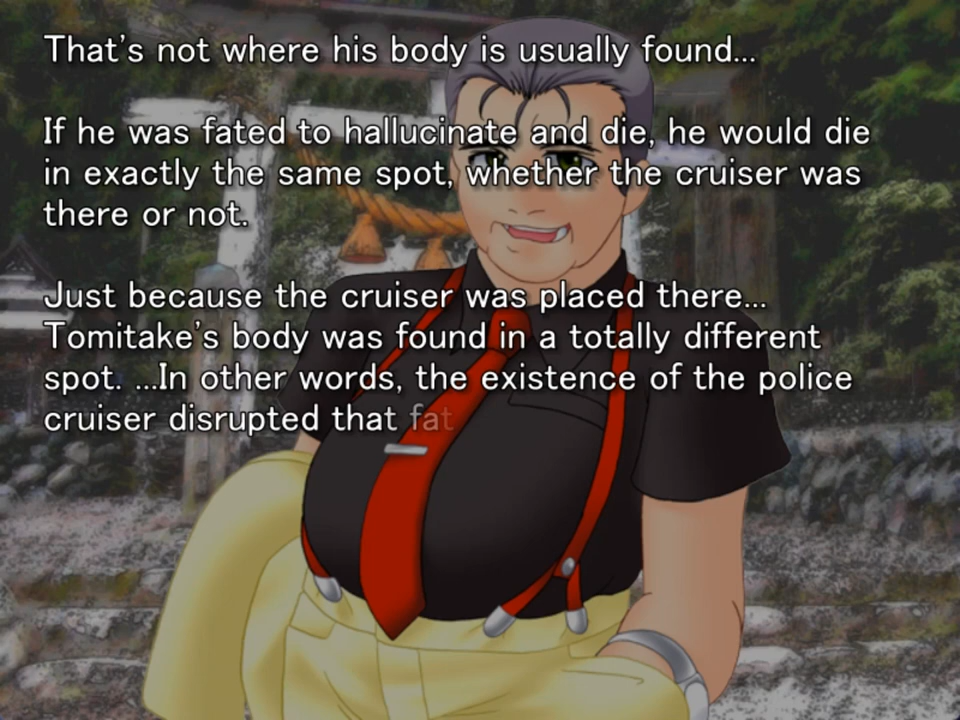 That's not where his body is usually found...
If he was fated to hallucinate and die, he would die
in exactly the same spot, whether the cruiser was
there or not.
Just because the cruiser was placed there...
Tomitake's body was found in a totally different
spot. ...In other words, the existence of the police
cruiser disrupted that fat